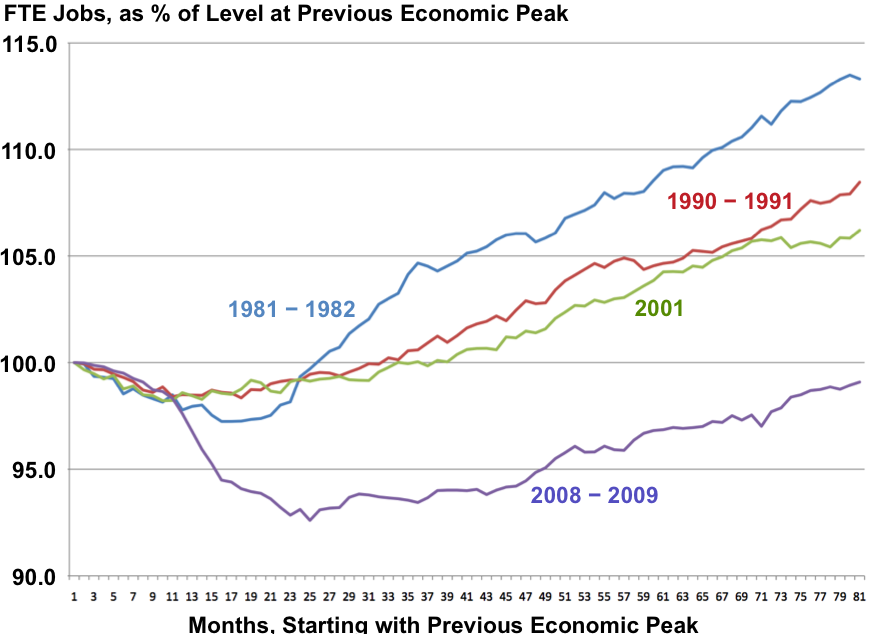 FTE Jobs, as % of Level at Previous Economic Peak
115.0
110.0
1990 – 1991
105.0
1981 – 1982
2001
100.0
95.0
2008 – 2009
90.0
1 3 5 7 9 11 13 15 17 19 21 23 25 27 29 31 33 35 37 39 41 43 45 47 49 51 53 55 57 59 61 63 65 67 69 71 73 75 77 79 81
Months, Starting with Previous Economic Peak